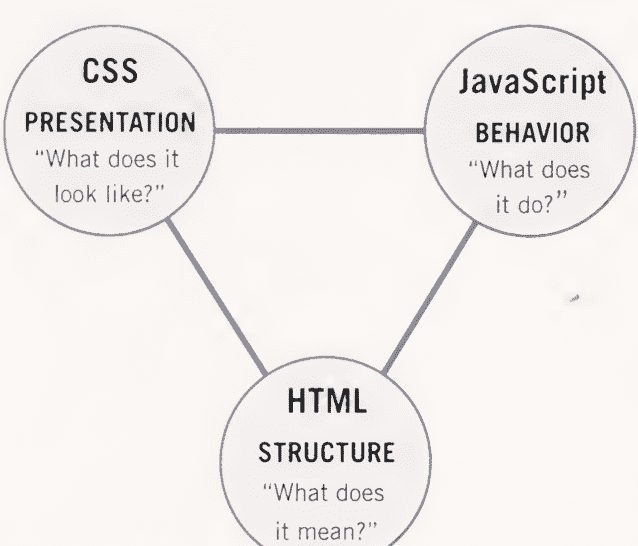 CSS
PRESENTATION
“What does it
look like?”
JavaScript
BEHAVIOR
“What does
it do?”
HTML
STRUCTURE
“What does
it mean?”